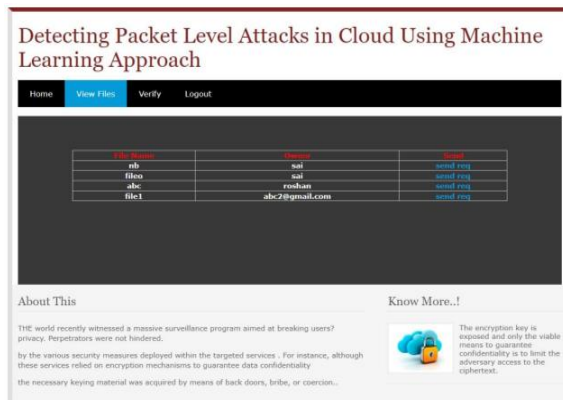 Detecting Packet Level Attacks in Cloud Using Machine
Learning Approach
Home View Files Verify Logout
File Name Owner Send
nb sai send req
fileo sai send req
abc roshan send req
file1 abc2@gmail.com send req
About This
THE world recently witnessed a massive surveillance program aimed at breaking users?
privacy. Perpetrators were not hindered.
by the various security measures deployed within the targeted services . For instance, although
these services relied on encryption mechanisms to guarantee data confidentiality
the necessary keying material was acquired by means of back doors, bribe, or coercion..
Know More..!
The encryption key is
exposed and only the viable
means to guarantee
confidentiality is to limit the
adversary access to the
ciphertext.